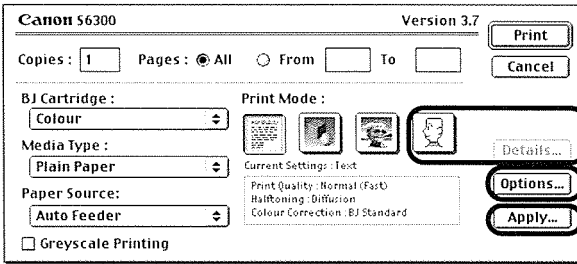 Canon S6300 Version 3.7
Print
Copies : 1 Pages : All From To
Cancel
BJ Cartridge : Print Mode :
Colour
Media Type :
Plain Paper
Details...
Current Settings : Text
Print Quality : Normal (Fast)
Halftoning : Diffusion
Colour Correction : BJ Standard
Options...
Paper Source:
Auto Feeder
Apply...
Greyscale Printing